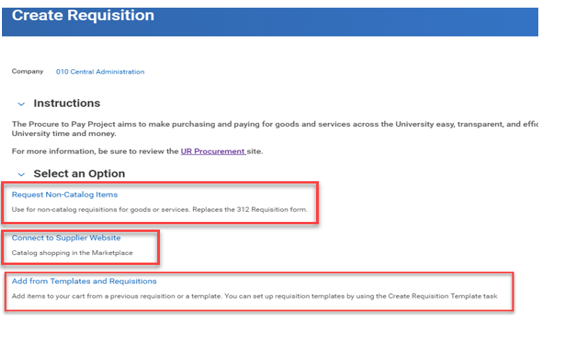 Create Requisition
Company 010 Central Administration
Instructions
The Procure to Pay Project aims to make purchasing and paying for goods and services across the University easy, transparent, and
University time and money.
For more information, be sure to review the UR Procurement site.
Select an Option
Request Non-Catalog Items
Use for non-catalog requisitions for goods or services. Replaces the 312 Requisition form.
Connect to Supplier Website
Catalog shopping in the Marketplace
Add from Templates and Requisitions
Add items to your cart from a previous requisition or a template. You can set up requisition templates by using the Create Requisition Template task